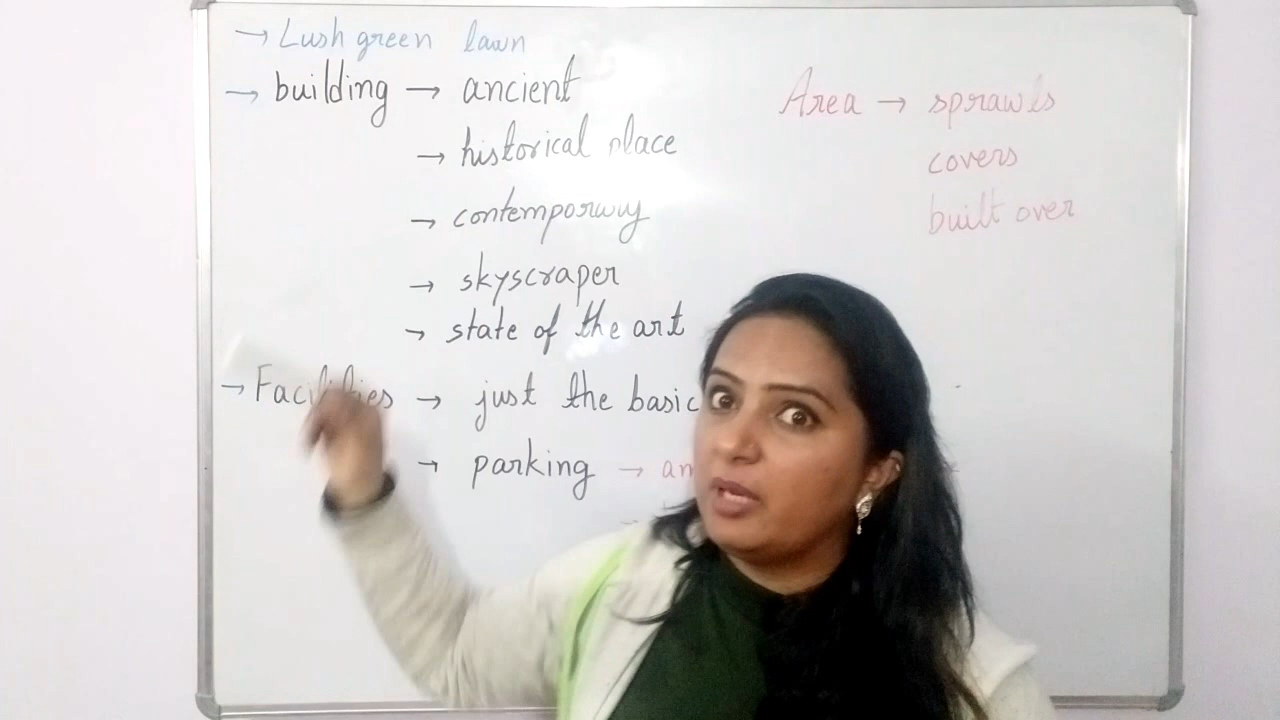 → Lush green lawn
→ building → ancient
→ historical place
→ contemporary
→ skyscraper
→ state of the art
→ Facilities → just the basic
→ parking →
Area → sprawls
covers
built over